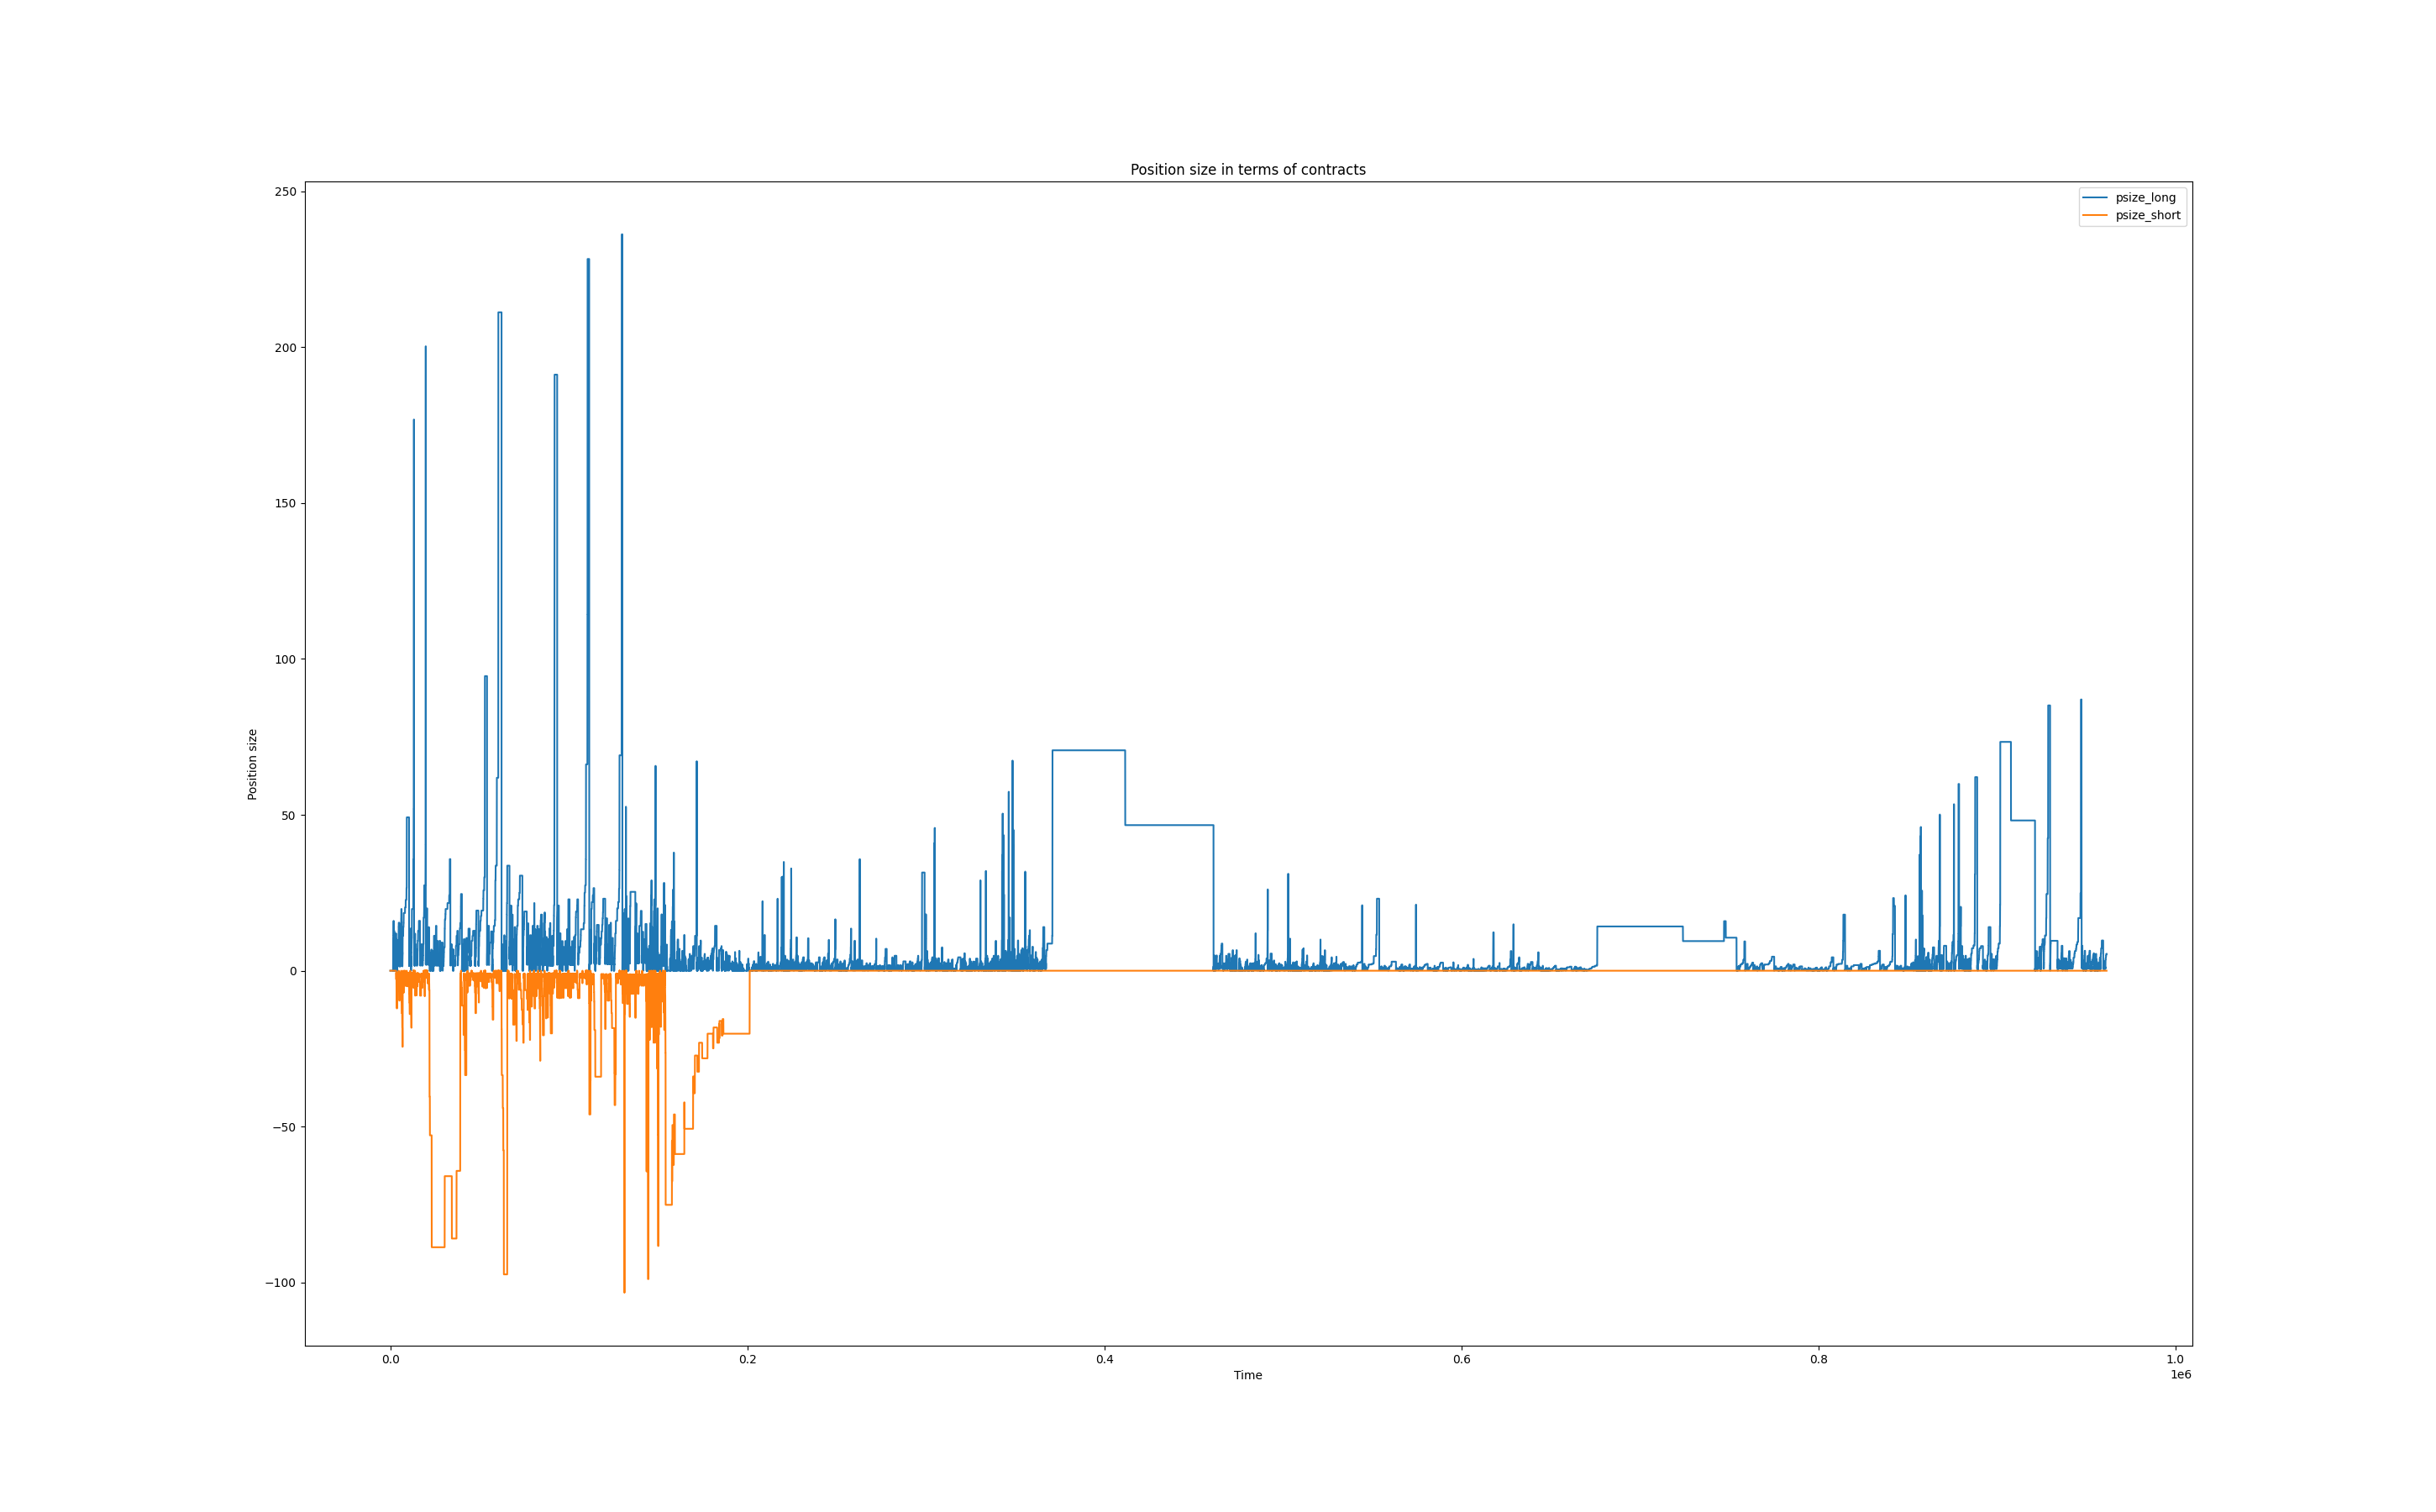 Position size in terms of contracts
psize_long
psize_short
250
200
150
100
50
0
−50
−100
Position size
0.0
0.2
0.4
0.6
0.8
1.0
Time
1e6